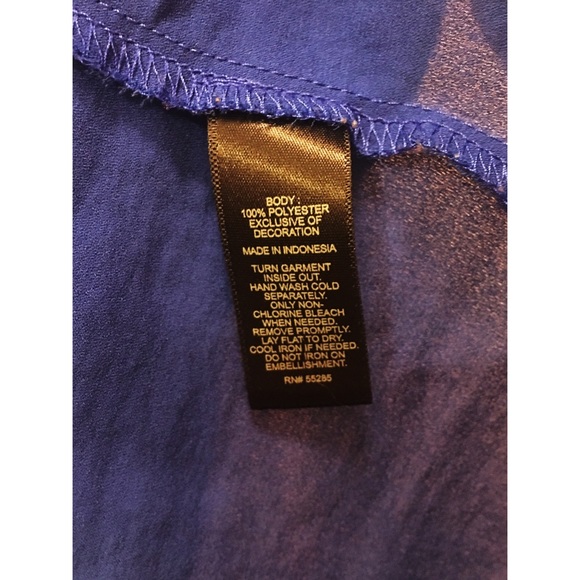 BODY :
100% POLYESTER
EXCLUSIVE OF
DECORATION
MADE IN INDONESIA
TURN GARMENT
INSIDE OUT.
HAND WASH COLD
SEPARATELY.
ONLY NON-
CHLORINE BLEACH
WHEN NEEDED.
REMOVE PROMPTLY.
LAY FLAT TO DRY.
COOL IRON IF NEEDED.
DO NOT IRON ON
EMBELLISHMENT.
RN# 55285